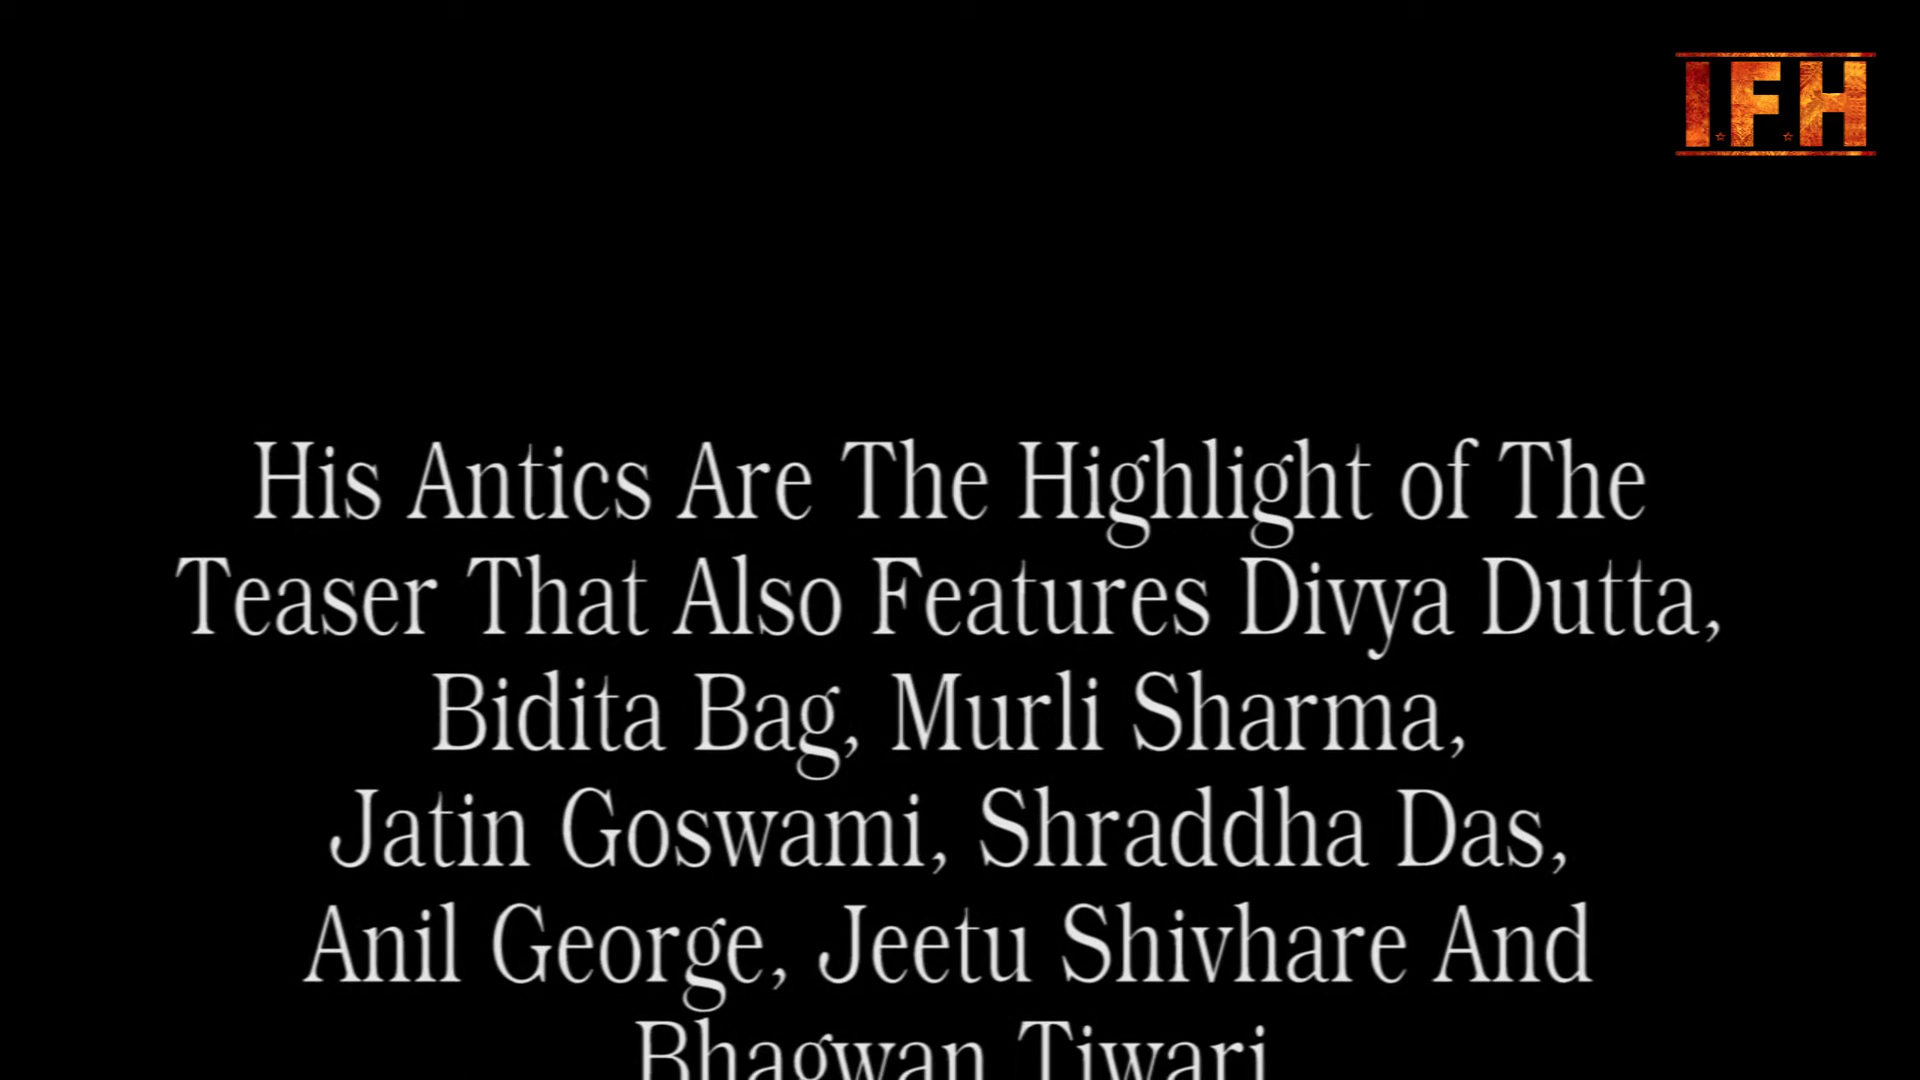 I.F.H
His Antics Are The Highlight of The
Teaser That Also Features Divya Dutta,
Bidita Bag, Murli Sharma,
Jatin Goswami, Shraddha Das,
Anil George, Jeetu Shivhare And
Bhagwan Tiwari